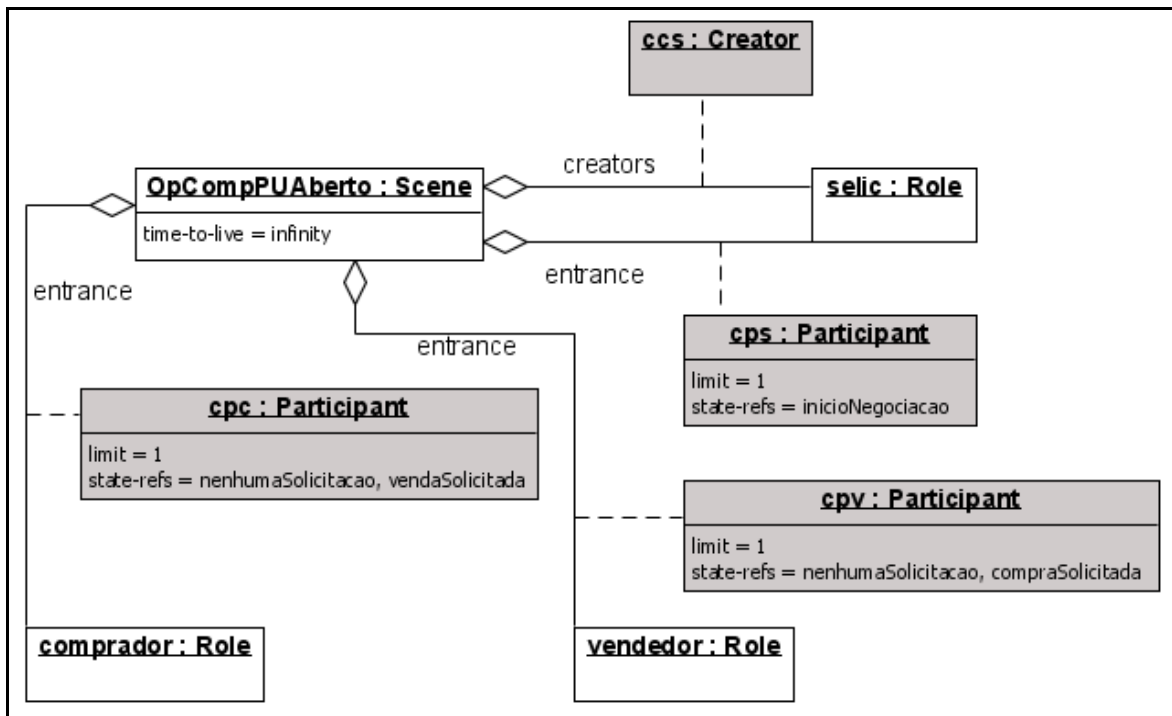 ccs : Creator
creators
OpCompPUAberto : Scene
time-to-live = infinity
selic : Role
entrance
entrance
entrance
cps : Participant
limit = 1
state-refs = inicioNegociacao
cpc : Participant
limit = 1
state-refs = nenhumaSolicitacao, vendaSolicitada
cpv : Participant
limit = 1
state-refs = nenhumaSolicitacao, compraSolicitada
comprador : Role
vendedor : Role